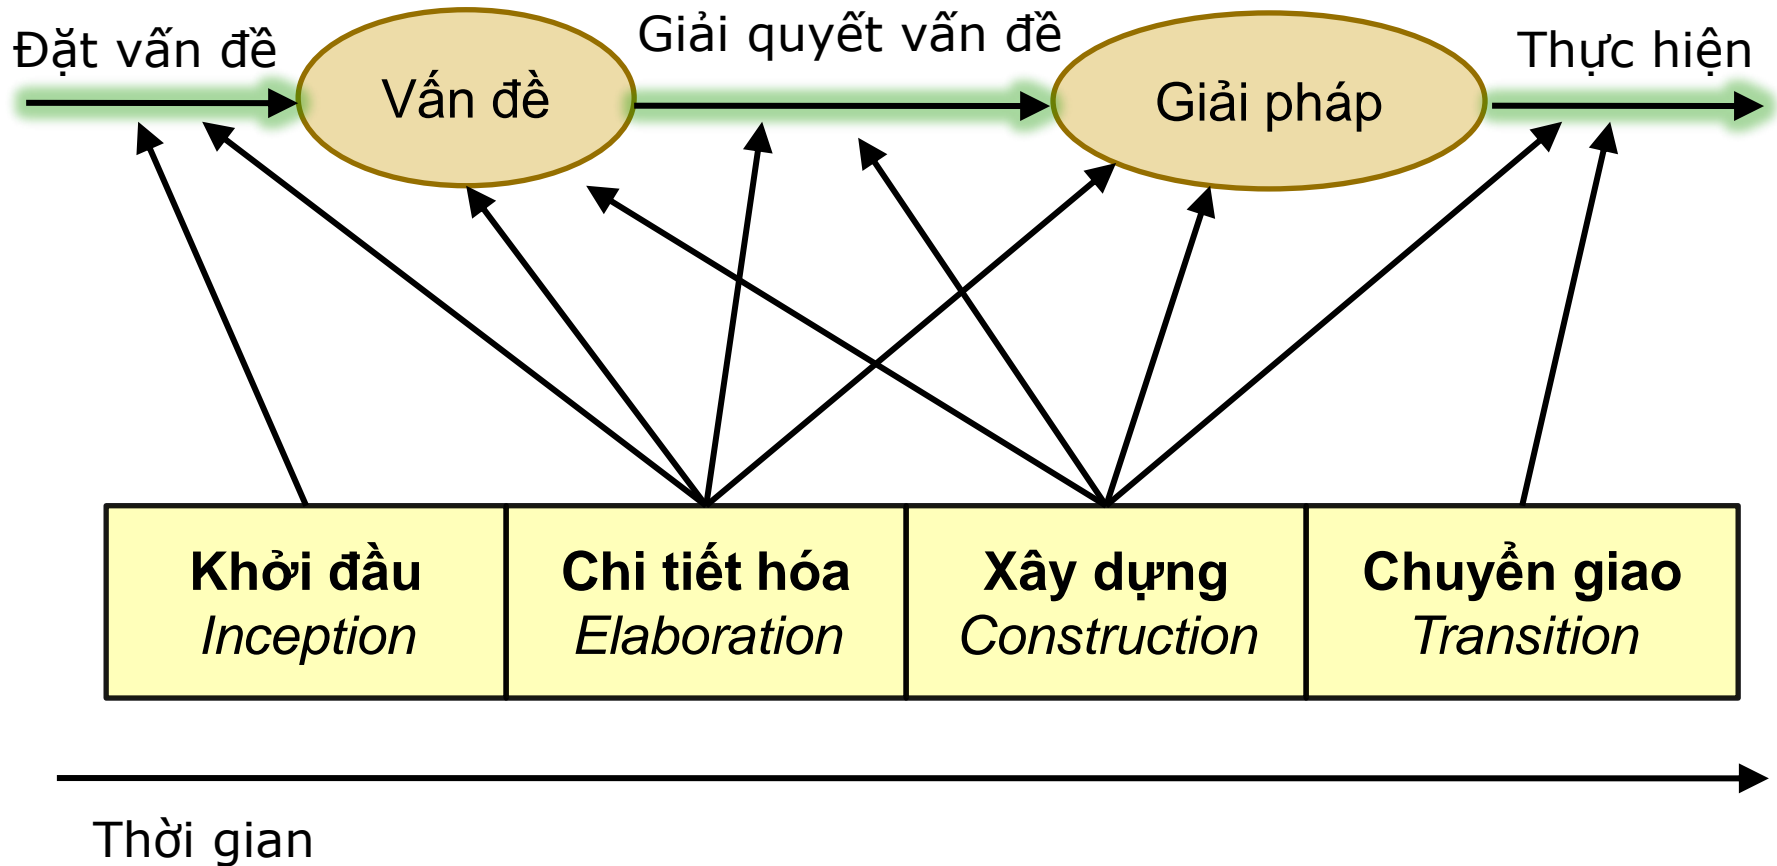 Đặt vấn đề
Vấn đề
Giải quyết vấn đề
Giải pháp
Thực hiện
Khởi đầu
Inception
Chi tiết hóa
Elaboration
Xây dựng
Construction
Chuyển giao
Transition
Thời gian